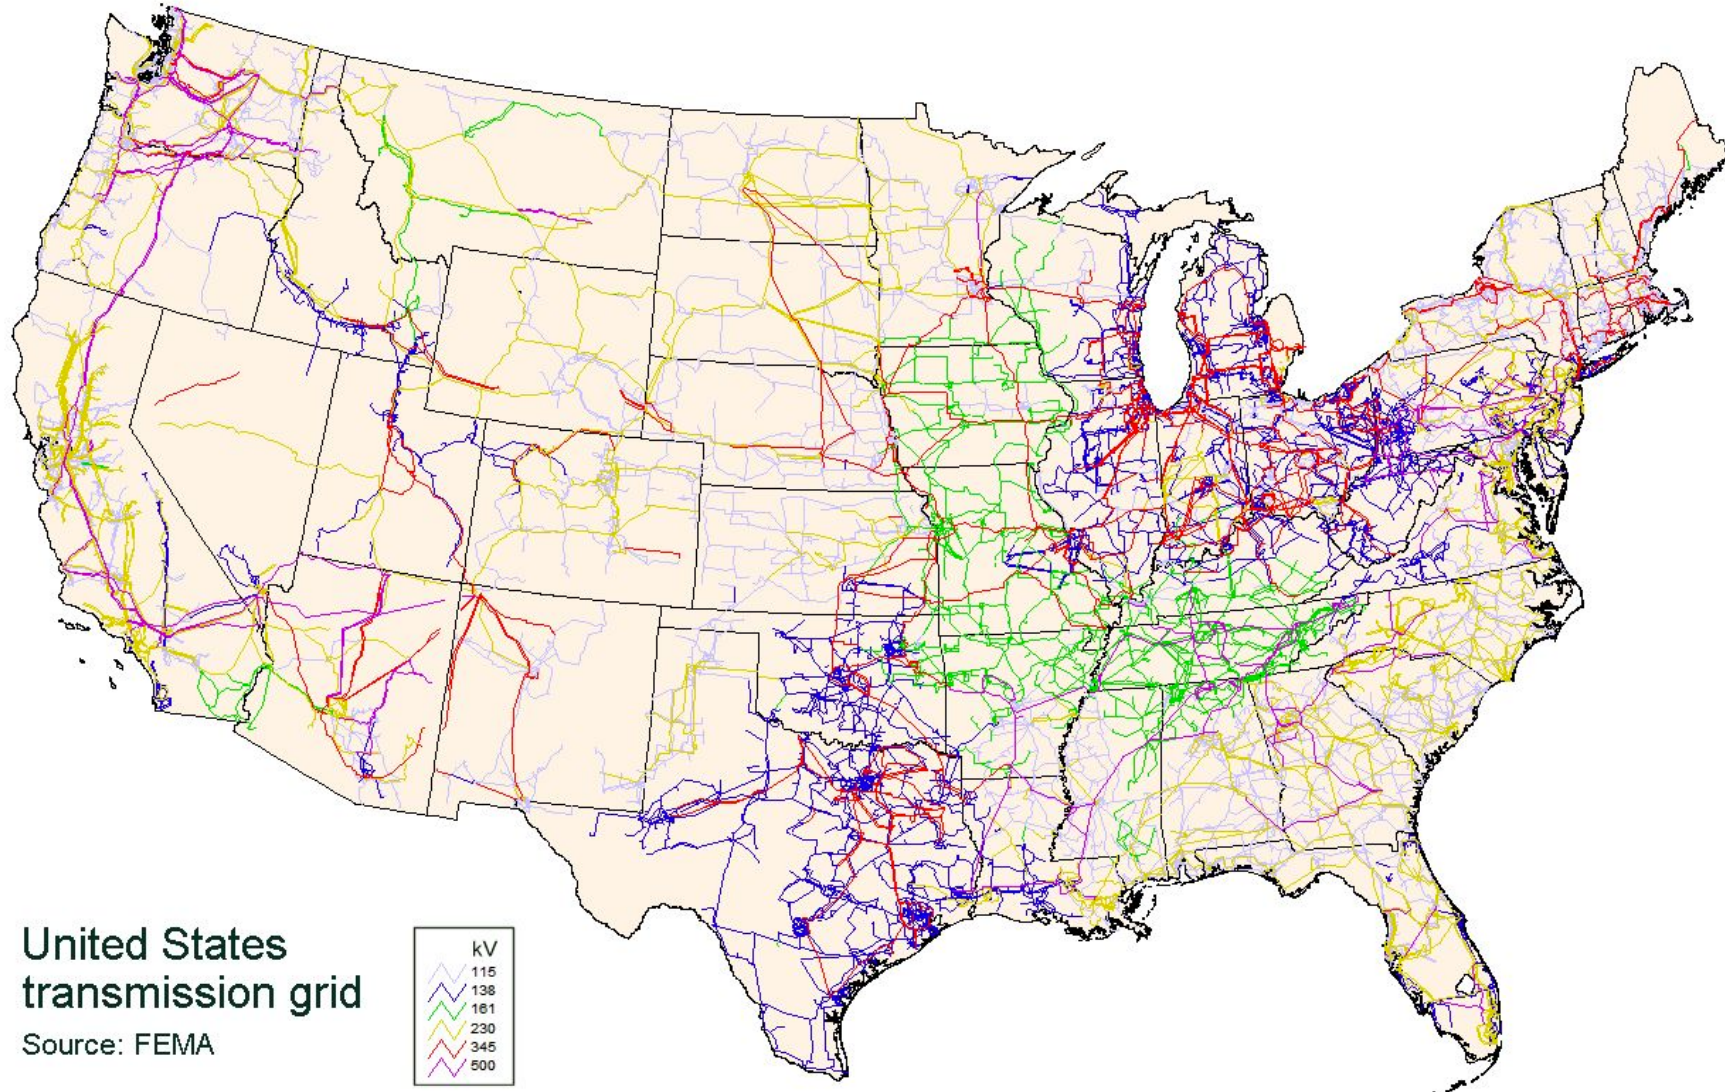 United States
transmission grid
Source: FEMA
kV
115
138
161
230
345
500